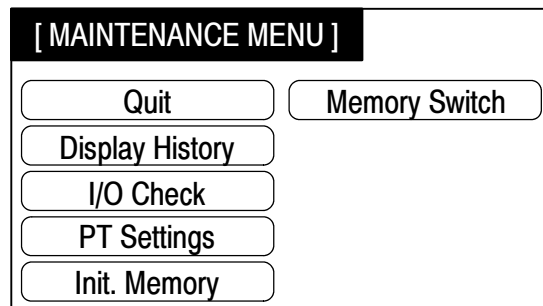 [ MAINTENANCE MENU ]
Quit
Memory Switch
Display History
I/O Check
PT Settings
Init. Memory